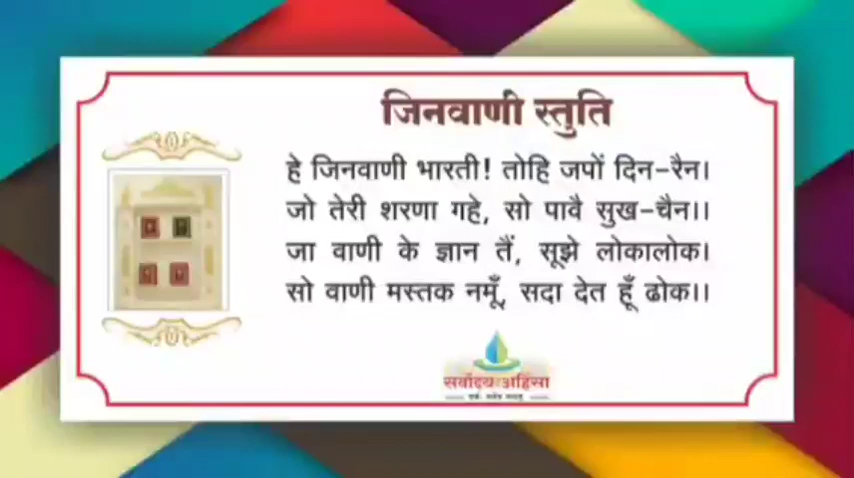 जिनवाणी स्तुति
हे जिनवाणी भारती! तोहि जपों दिन-रैन।
जो तेरी शरणा गहे, सो पावै सुख-चैन।।
जा वाणी के ज्ञान तैं, सूझे लोकालोक।
सो वाणी मस्तक नमूँ, सदा देत हूँ ढोक।।
सर्वोदय अहिंसा